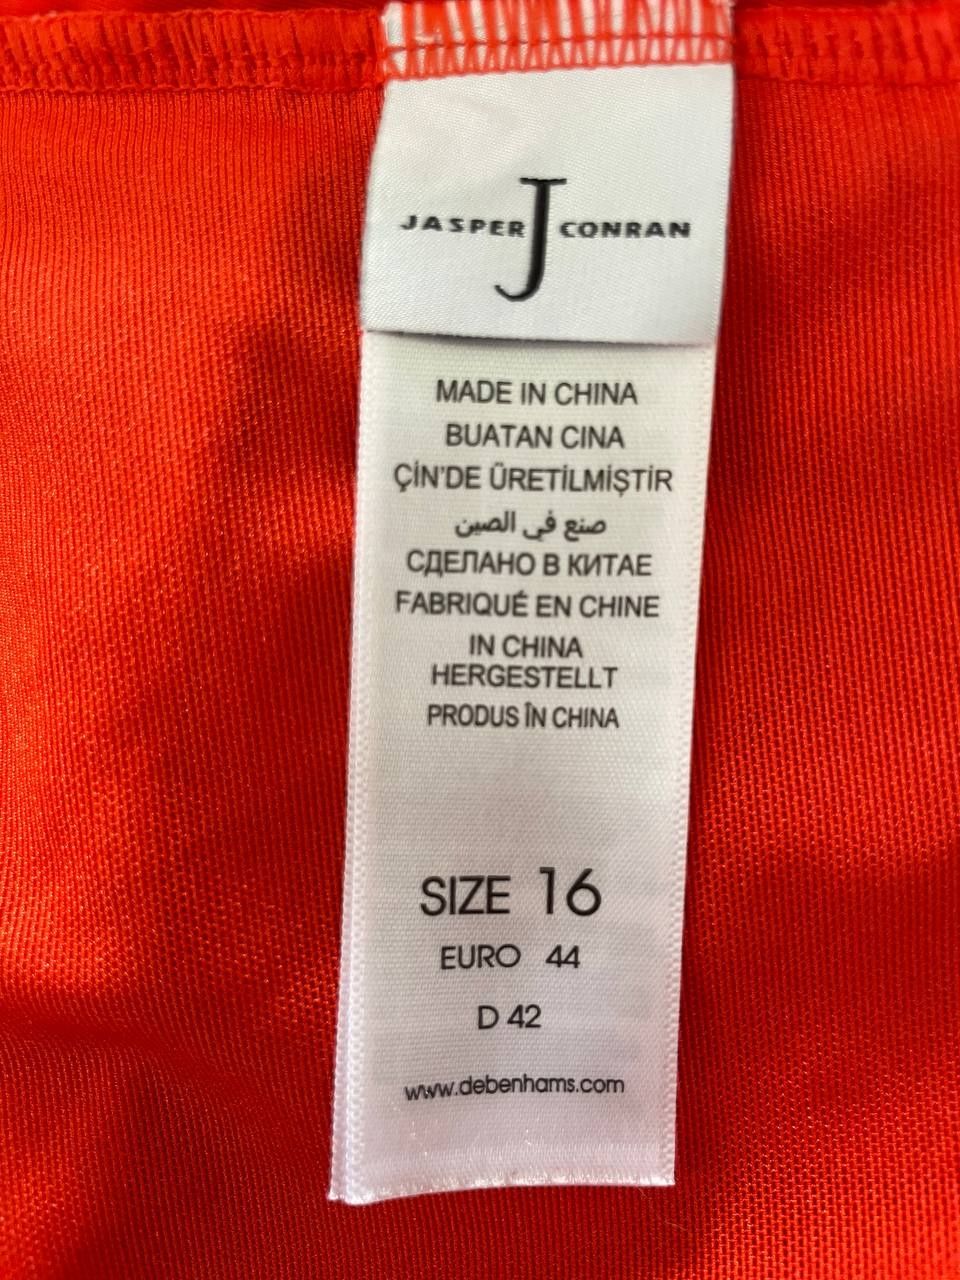 JASPER J CONRAN
MADE IN CHINA
BUATAN CINA
ÇİN'DE ÜRETİLMİŞTİR
صنع في الصين
СДЕЛАНО В КИТАЕ
FABRIQUÉ EN CHINE
IN CHINA
HERGESTELLT
PRODUS ÎN CHINA
SIZE 16
EURO 44
D 42
www.debenhams.com